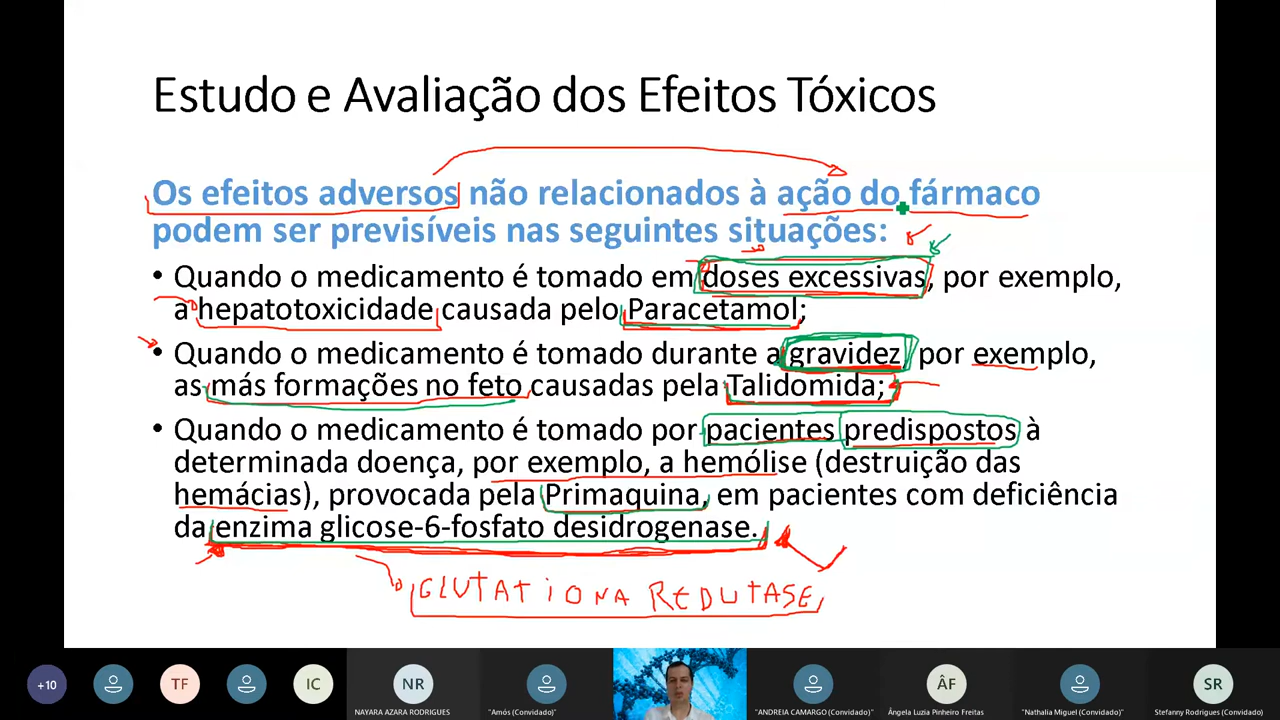 Estudo e Avaliação dos Efeitos Tóxicos
Os efeitos adversos não relacionados à ação do fármaco
podem ser previsíveis nas seguintes situações:
• Quando o medicamento é tomado em doses excessivas, por exemplo,
a hepatotoxicidade causada pelo Paracetamol;
• Quando o medicamento é tomado durante a gravidez por exemplo,
as más formações no feto causadas pela Talidomida;
• Quando o medicamento é tomado por pacientes predispostos à
determinada doença, por exemplo, a hemólise (destruição das
hemácias), provocada pela Primaquina, em pacientes com deficiência
da enzima glicose-6-fosfato desidrogenase.
GLUTATIONA REDUTASE
+10 TF IC NR ÂF SR
NAYARA AZARA RODRIGUES "Amós (Convidado)" "ANDREIA CAMARGO (Convidado)" Ângela Luzia Pinheiro Freitas "Nathalia Miguel (Convidado)" Stefanny Rodrigues (Convidado)